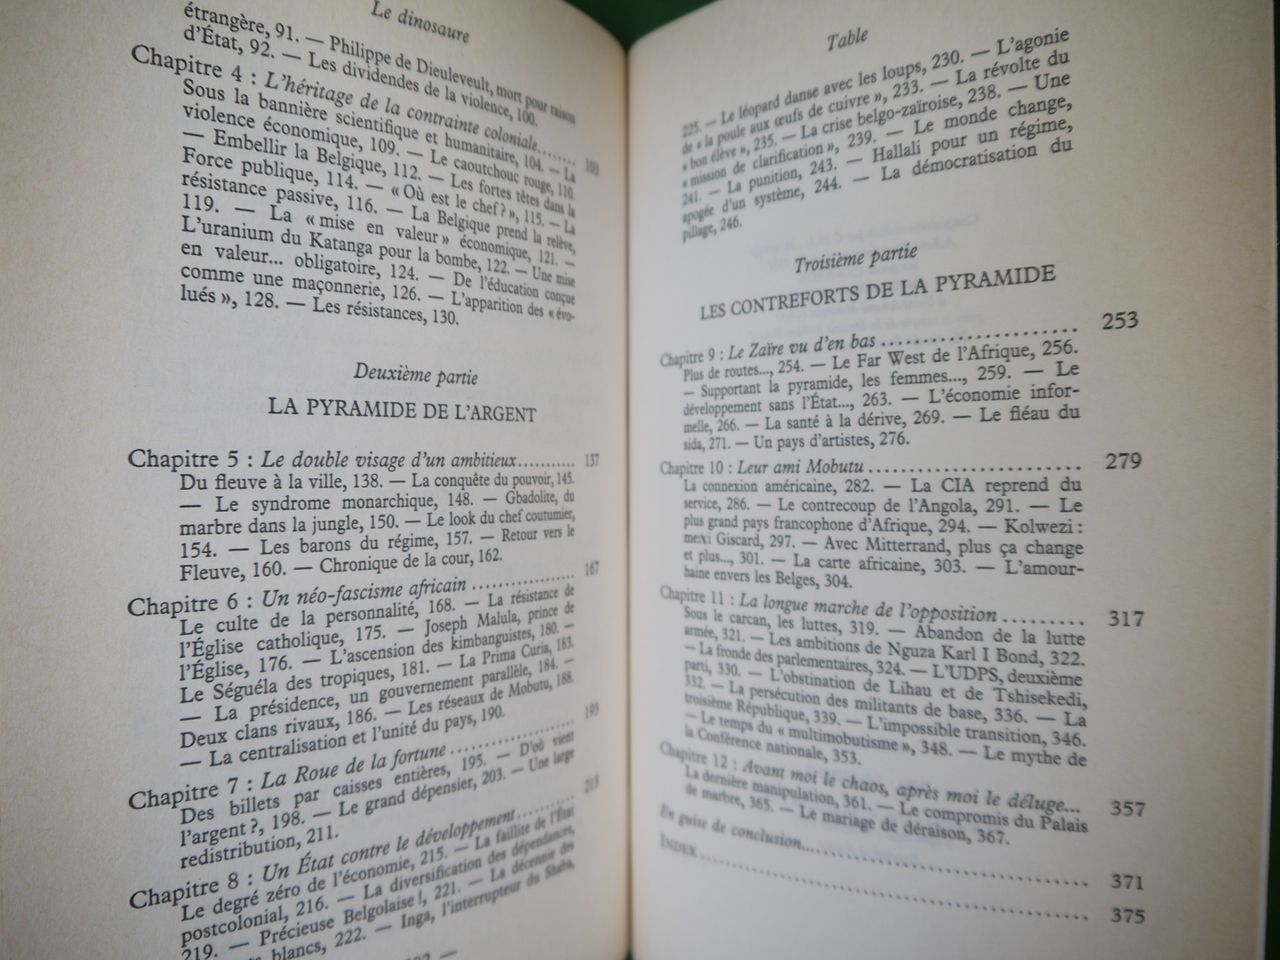 Le dinosaure
étrangère, 91. — Philippe de Dieuleveult, mort pour raison
d'État, 92. — Les dividendes de la violence, 100.
Chapitre 4 : L'héritage de la contrainte coloniale........ 103
Sous la bannière scientifique et humanitaire, 104. — La
violence économique, 109. — Le caoutchouc rouge, 110.
— Embellir la Belgique, 112. — Les fortes têtes dans la
Force publique, 114. — « Où est le chef ? », 115. — La
résistance passive, 116. — La Belgique prend la relève,
119. — La « mise en valeur » économique, 121. —
L'uranium du Katanga pour la bombe, 122. — Une mise
en valeur... obligatoire, 124. — De l'éducation conçue
comme une maçonnerie, 126. — L'apparition des « évo-
lués », 128. — Les résistances, 130.
Deuxième partie
LA PYRAMIDE DE L'ARGENT
Chapitre 5 : Le double visage d'un ambitieux........... 137
Du fleuve à la ville, 138. — La conquête du pouvoir, 145.
— Le syndrome monarchique, 148. — Gbadolite, du
marbre dans la jungle, 150. — Le look du chef coutumier,
154. — Les barons du régime, 157. — Retour vers le
Fleuve, 160. — Chronique de la cour, 162.
Chapitre 6 : Un néo-fascisme africain ................ 167
Le culte de la personnalité, 168. — La résistance de
l'Église catholique, 175. — Joseph Malula, prince de
l'Église, 176. — L'ascension des kimbanguistes, 180. —
Le Séguéla des tropiques, 181. — La Prima Curia, 183.
— La présidence, un gouvernement parallèle, 184. —
Deux clans rivaux, 186. — Les réseaux de Mobutu, 188.
— La centralisation et l'unité du pays, 190.
Chapitre 7 : La Roue de la fortune ................... 193
Des billets par caisses entières, 195. — D'où vient
l'argent ?, 198. — Le grand dépensier, 203. — Une large
redistribution, 211.
Chapitre 8 : Un État contre le développement.......... 213
Le degré zéro de l'économie, 215. — La faillite de l'État
postcolonial, 216. — La diversification des dépendances,
219. — Précieuse Belgolaise !, 221. — La décennie des
blancs, 222. — Inga, l'interrupteur du Shaba,
Table
225. — Le léopard danse avec les loups, 230. — L'agonie
de « la poule aux œufs de cuivre », 233. — La révolte du
« bon élève », 235. — La crise belgo-zaïroise, 238. — Une
« mission de clarification », 239. — Le monde change,
241. — La punition, 243. — Hallali pour un régime,
apogée d'un système, 244. — La démocratisation du
pillage, 246.
Troisième partie
LES CONTREFORTS DE LA PYRAMIDE
Chapitre 9 : Le Zaïre vu d'en bas ...................... 253
Plus de routes..., 254. — Le Far West de l'Afrique, 256.
— Supportant la pyramide, les femmes..., 259. — Le
développement sans l'État..., 263. — L'économie infor-
melle, 266. — La santé à la dérive, 269. — Le fléau du
sida, 271. — Un pays d'artistes, 276.
Chapitre 10 : Leur ami Mobutu ........................ 279
La connexion américaine, 282. — La CIA reprend du
service, 286. — Le contrecoup de l'Angola, 291. — Le
plus grand pays francophone d'Afrique, 294. — Kolwezi :
merci Giscard, 297. — Avec Mitterrand, plus ça change
et plus..., 301. — La carte africaine, 303. — L'amour-
haine envers les Belges, 304.
Chapitre 11 : La longue marche de l'opposition ......... 317
Sous le carcan, les luttes, 319. — Abandon de la lutte
armée, 321. — Les ambitions de Nguza Karl I Bond, 322.
— La fronde des parlementaires, 324. — L'UDPS, deuxième
parti, 330. — L'obstination de Lihau et de Tshisekedi,
332. — La persécution des militants de base, 336. — La
troisième République, 339. — L'impossible transition, 346.
— Le temps du « multimobutisme », 348. — Le mythe de
la Conférence nationale, 353.
Chapitre 12 : Avant moi le chaos, après moi le déluge... 357
La dernière manipulation, 361. — Le compromis du Palais
de marbre, 365. — Le mariage de déraison, 367.
En guise de conclusion................................ 371
INDEX................................................ 375